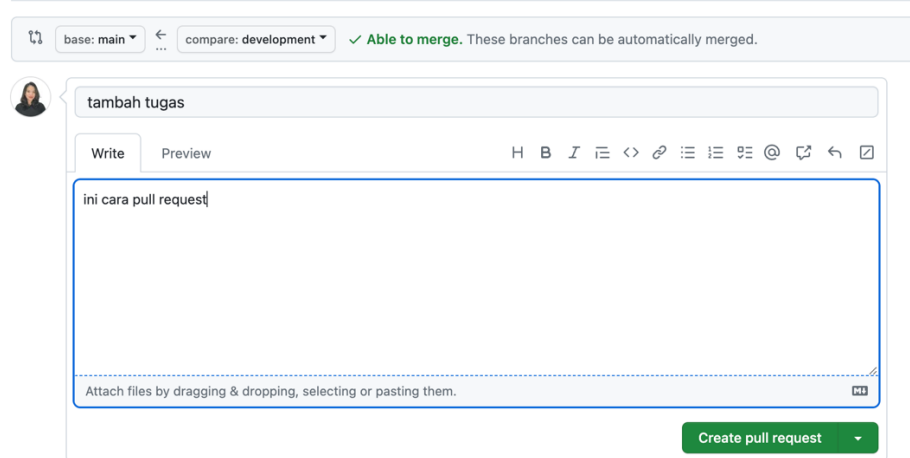 base: main compare: development Able to merge. These branches can be automatically merged.
tambah tugas
Write Preview
ini cara pull request
Attach files by dragging & dropping, selecting or pasting them.
Create pull request